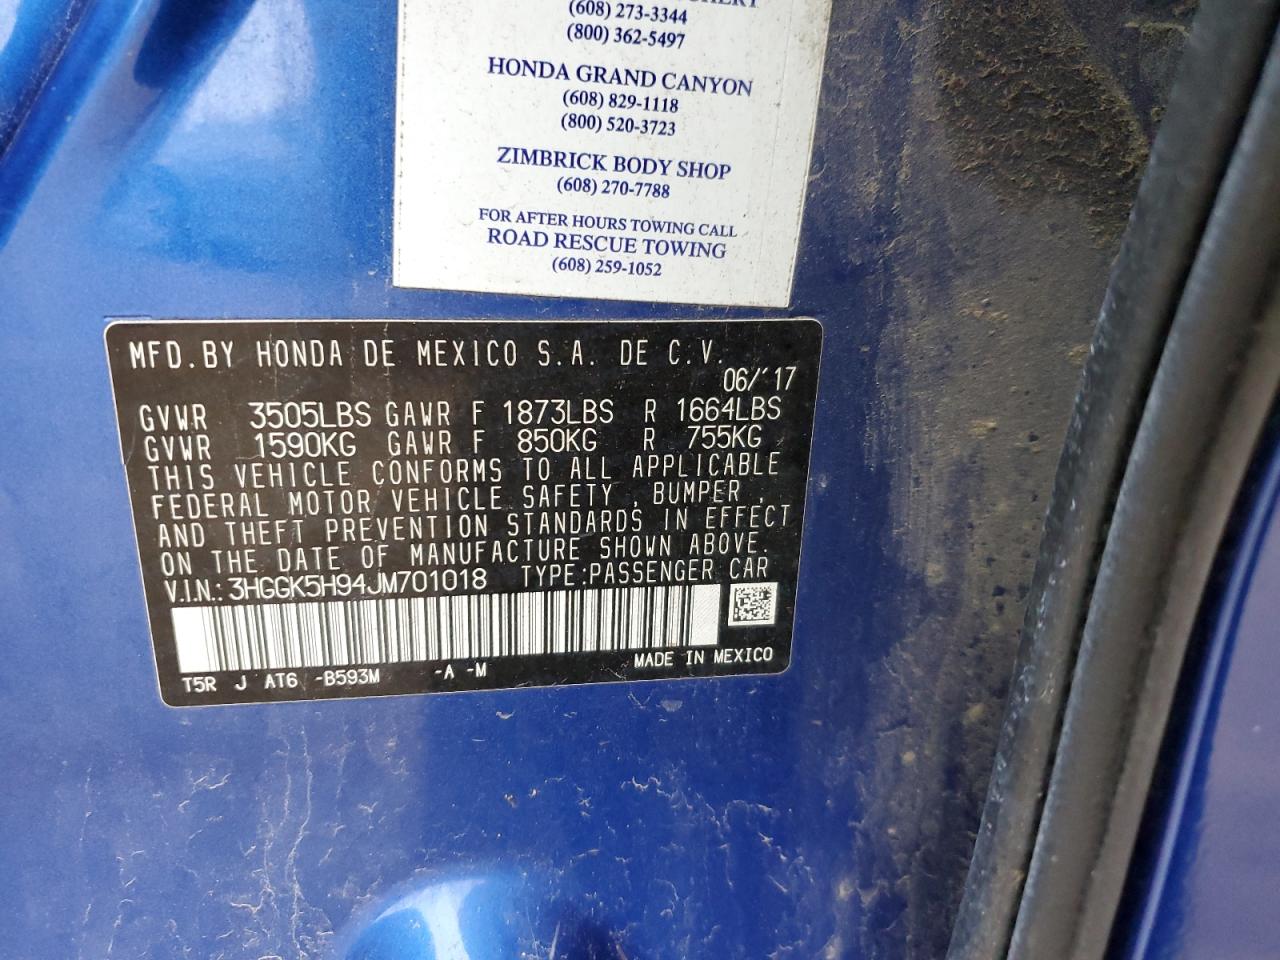 (608) 273-3344
(800) 362-5497
HONDA GRAND CANYON
(608) 829-1118
(800) 520-3723
ZIMBRICK BODY SHOP
(608) 270-7788
FOR AFTER HOURS TOWING CALL
ROAD RESCUE TOWING
(608) 259-1052
MFD. BY HONDA DE MEXICO S.A. DE C.V.
06/'17
GVWR 3505LBS GAWR F 1873LBS R 1664LBS
GVWR 1590KG GAWR F 850KG R 755KG
THIS VEHICLE CONFORMS TO ALL APPLICABLE
FEDERAL MOTOR VEHICLE SAFETY, BUMPER,
AND THEFT PREVENTION STANDARDS IN EFFECT
ON THE DATE OF MANUFACTURE SHOWN ABOVE.
V.I.N.: 3HGGK5H94JM701018 TYPE:PASSENGER CAR
MADE IN MEXICO
T5R J AT6 -B593M -A -M